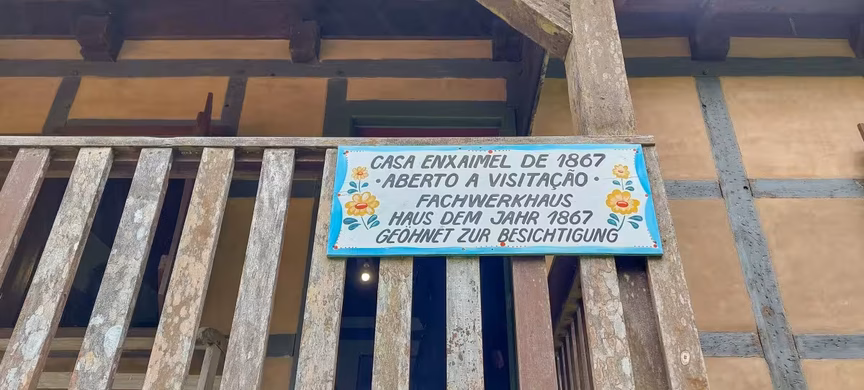 CASA ENXAIMEL DE 1867
• ABERTO A VISITAÇÃO •
FACHWERKHAUS
HAUS DEM JAHR 1867
GEÖHNET ZUR BESICHTIGUNG